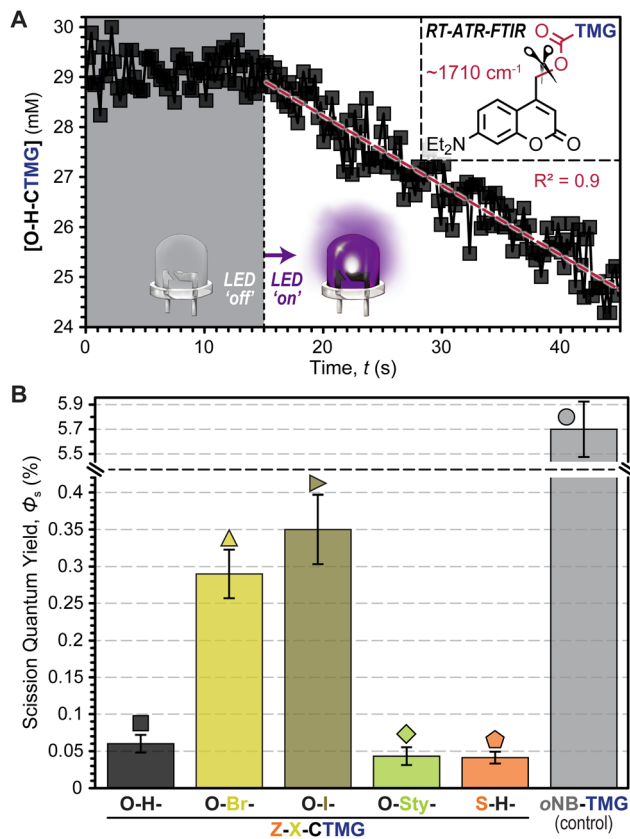 A
RT-ATR-FTIR
O
TMG
O
~1710 cm⁻¹
Et₂N
O
O
R² = 0.9
[O-H-CTMG] (mM)
30
29
28
27
26
25
24
LED
'off'
LED
'on'
0
10
20
30
40
Time, t (s)
B
Scission Quantum Yield, Φs (%)
5.9
5.7
5.5
0.4
0.35
0.3
0.25
0.2
0.15
0.1
0.05
0
O-H-
O-Br-
O-I-
O-Sty-
S-H-
oNB-TMG
(control)
Z-X-CTMG